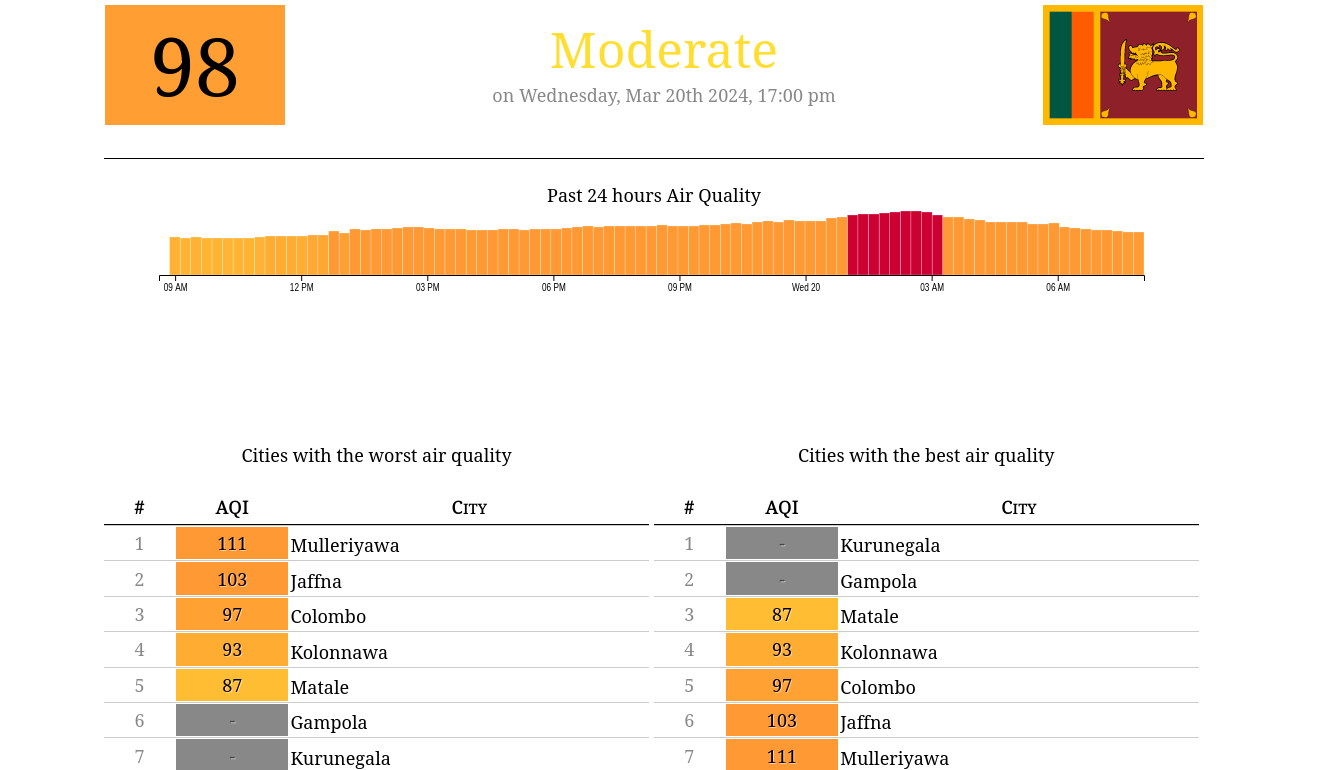 98
Moderate
on Wednesday, Mar 20th 2024, 17:00 pm
Past 24 hours Air Quality
09 AM 12 PM 03 PM 06 PM 09 PM Wed 20 03 AM 06 AM
Cities with the worst air quality
# AQI City
1 111 Mulleriyawa
2 103 Jaffna
3 97 Colombo
4 93 Kolonnawa
5 87 Matale
6 - Gampola
7 - Kurunegala
Cities with the best air quality
# AQI City
1 - Kurunegala
2 - Gampola
3 87 Matale
4 93 Kolonnawa
5 97 Colombo
6 103 Jaffna
7 111 Mulleriyawa